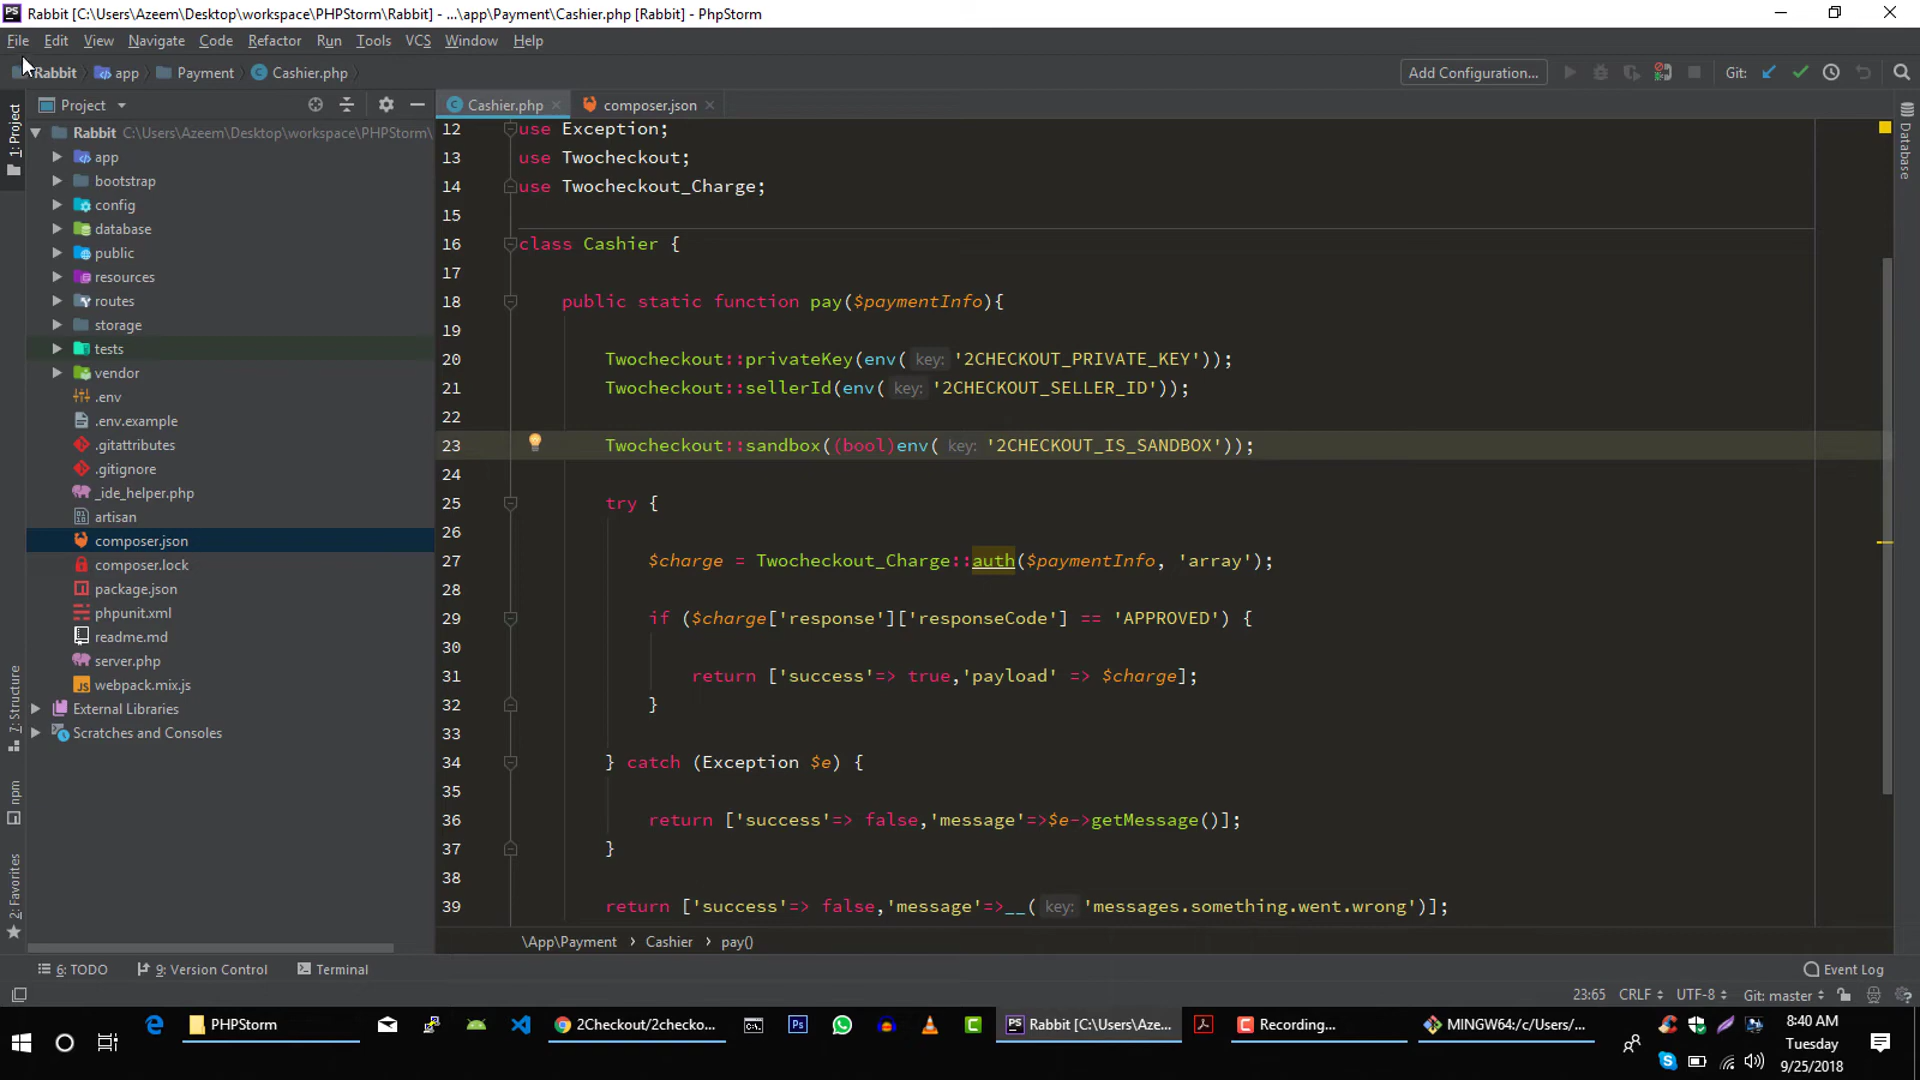 Rabbit [C:\Users\Azeem\Desktop\workspace\PHPStorm\Rabbit] - ...\app\Payment\Cashier.php [Rabbit] - PhpStorm
File Edit View Navigate Code Refactor Run Tools VCS Window Help
Rabbit app Payment Cashier.php Add Configuration... Git:
Project Cashier.php composer.json
1: Project
7: Structure
npm
2: Favorites
Database
Rabbit C:\Users\Azeem\Desktop\workspace\PHPStorm\
app
bootstrap
config
database
public
resources
routes
storage
tests
vendor
.env
.env.example
.gitattributes
.gitignore
_ide_helper.php
artisan
composer.json
composer.lock
package.json
phpunit.xml
readme.md
server.php
webpack.mix.js
External Libraries
Scratches and Consoles
12 use Exception;
13 use Twocheckout;
14 use Twocheckout_Charge;
15
16 class Cashier {
17
18 public static function pay($paymentInfo){
19
20 Twocheckout::privateKey(env( key: '2CHECKOUT_PRIVATE_KEY'));
21 Twocheckout::sellerId(env( key: '2CHECKOUT_SELLER_ID'));
22
23 Twocheckout::sandbox((bool)env( key: '2CHECKOUT_IS_SANDBOX'));
24
25 try {
26
27 $charge = Twocheckout_Charge::auth($paymentInfo, 'array');
28
29 if ($charge['response']['responseCode'] == 'APPROVED') {
30
31 return ['success'=> true,'payload' => $charge];
32 }
33
34 } catch (Exception $e) {
35
36 return ['success'=> false,'message'=>$e->getMessage()];
37 }
38
39 return ['success'=> false,'message'=>__( key: 'messages.something.went.wrong')];
\App\Payment › Cashier › pay()
6: TODO 9: Version Control Terminal Event Log
23:65 CRLF UTF-8 Git: master
PHPStorm 2Checkout/2checko... Rabbit [C:\Users\Aze... Recording... MINGW64:/c/Users/...
8:40 AM
Tuesday
9/25/2018